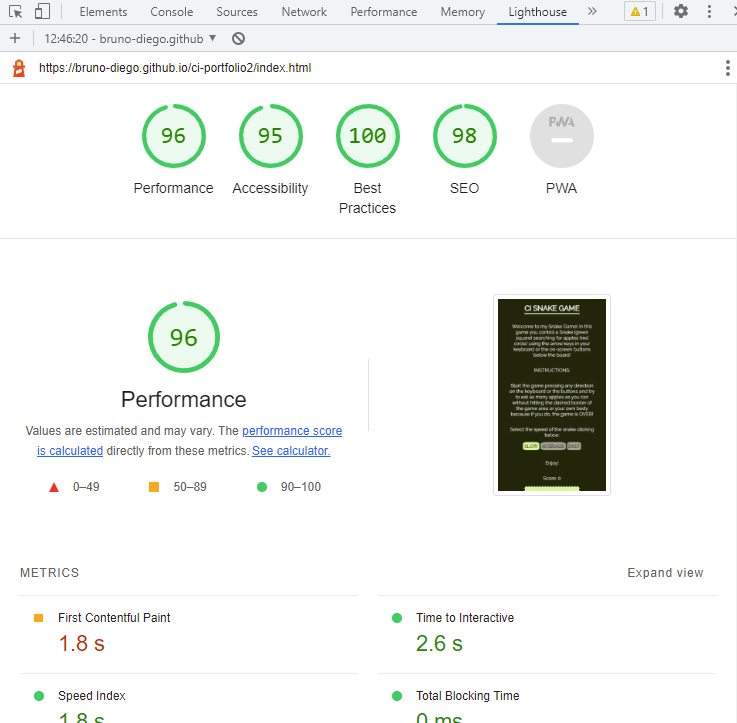 Elements Console Sources Network Performance Memory Lighthouse » 1
12:46:20 - bruno-diego.github
https://bruno-diego.github.io/ci-portfolio2/index.html
96 95 100 98 PWA
Performance Accessibility Best Practices SEO PWA
96
Performance
Values are estimated and may vary. The performance score
is calculated directly from these metrics. See calculator.
0–49 50–89 90–100
CI SNAKE GAME
Welcome to my Snake Game! In this
game you control a Snake (green
square) searching for apples (red
circle) using the arrow keys in your
keyboard or the on-screen buttons
below the board!
INSTRUCTIONS:
Start the game pressing any direction
on the keyboard or the buttons and try
to eat as many apples as you can
without hitting the dashed border of
the game area or your own body
because if you do, the game is OVER!
Select the speed of the snake clicking
below:
SLOW AVERAGE FAST
Enjoy!
Score: 0
METRICS Expand view
First Contentful Paint
1.8 s
Time to Interactive
2.6 s
Speed Index
1.8 s
Total Blocking Time
0 ms